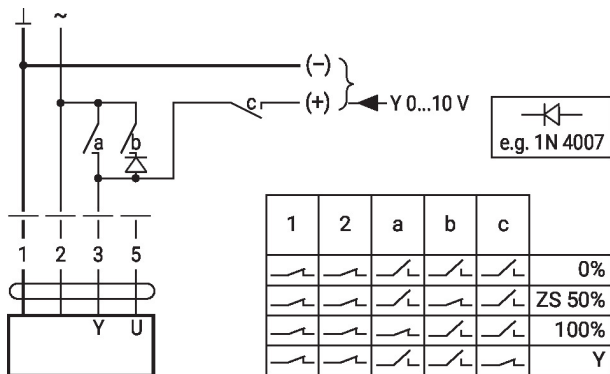 ⊥ ~
(−)
c (+) Y 0...10 V
a b
e.g. 1N 4007
1 2 3 5
Y U
1 2 a b c
0%
ZS 50%
100%
Y